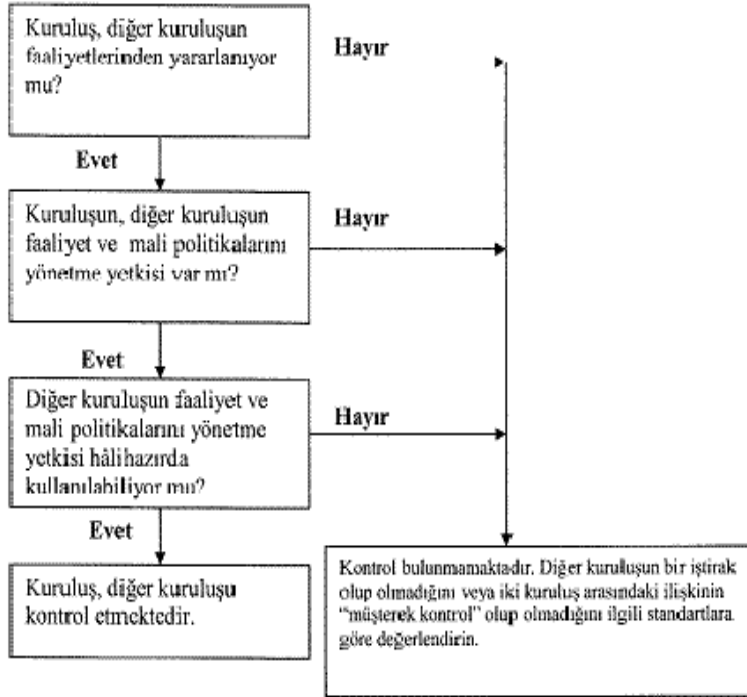 Kuruluş, diğer kuruluşun
faaliyetlerinden yararlanıyor
mu?
Hayır
Evet
Kuruluşun, diğer kuruluşun
faaliyet ve mali politikalarını
yönetme yetkisi var mı?
Hayır
Evet
Diğer kuruluşun faaliyet ve
mali politikalarını yönetme
yetkisi hâlihazırda
kullanılabiliyor mu?
Hayır
Evet
Kuruluş, diğer kuruluşu
kontrol etmektedir.
Kontrol bulunmamaktadır. Diğer kuruluşun bir iştirak
olup olmadığını veya iki kuruluş arasındaki ilişkinin
“müşterek kontrol” olup olmadığını ilgili standartlara
göre değerlendirin.